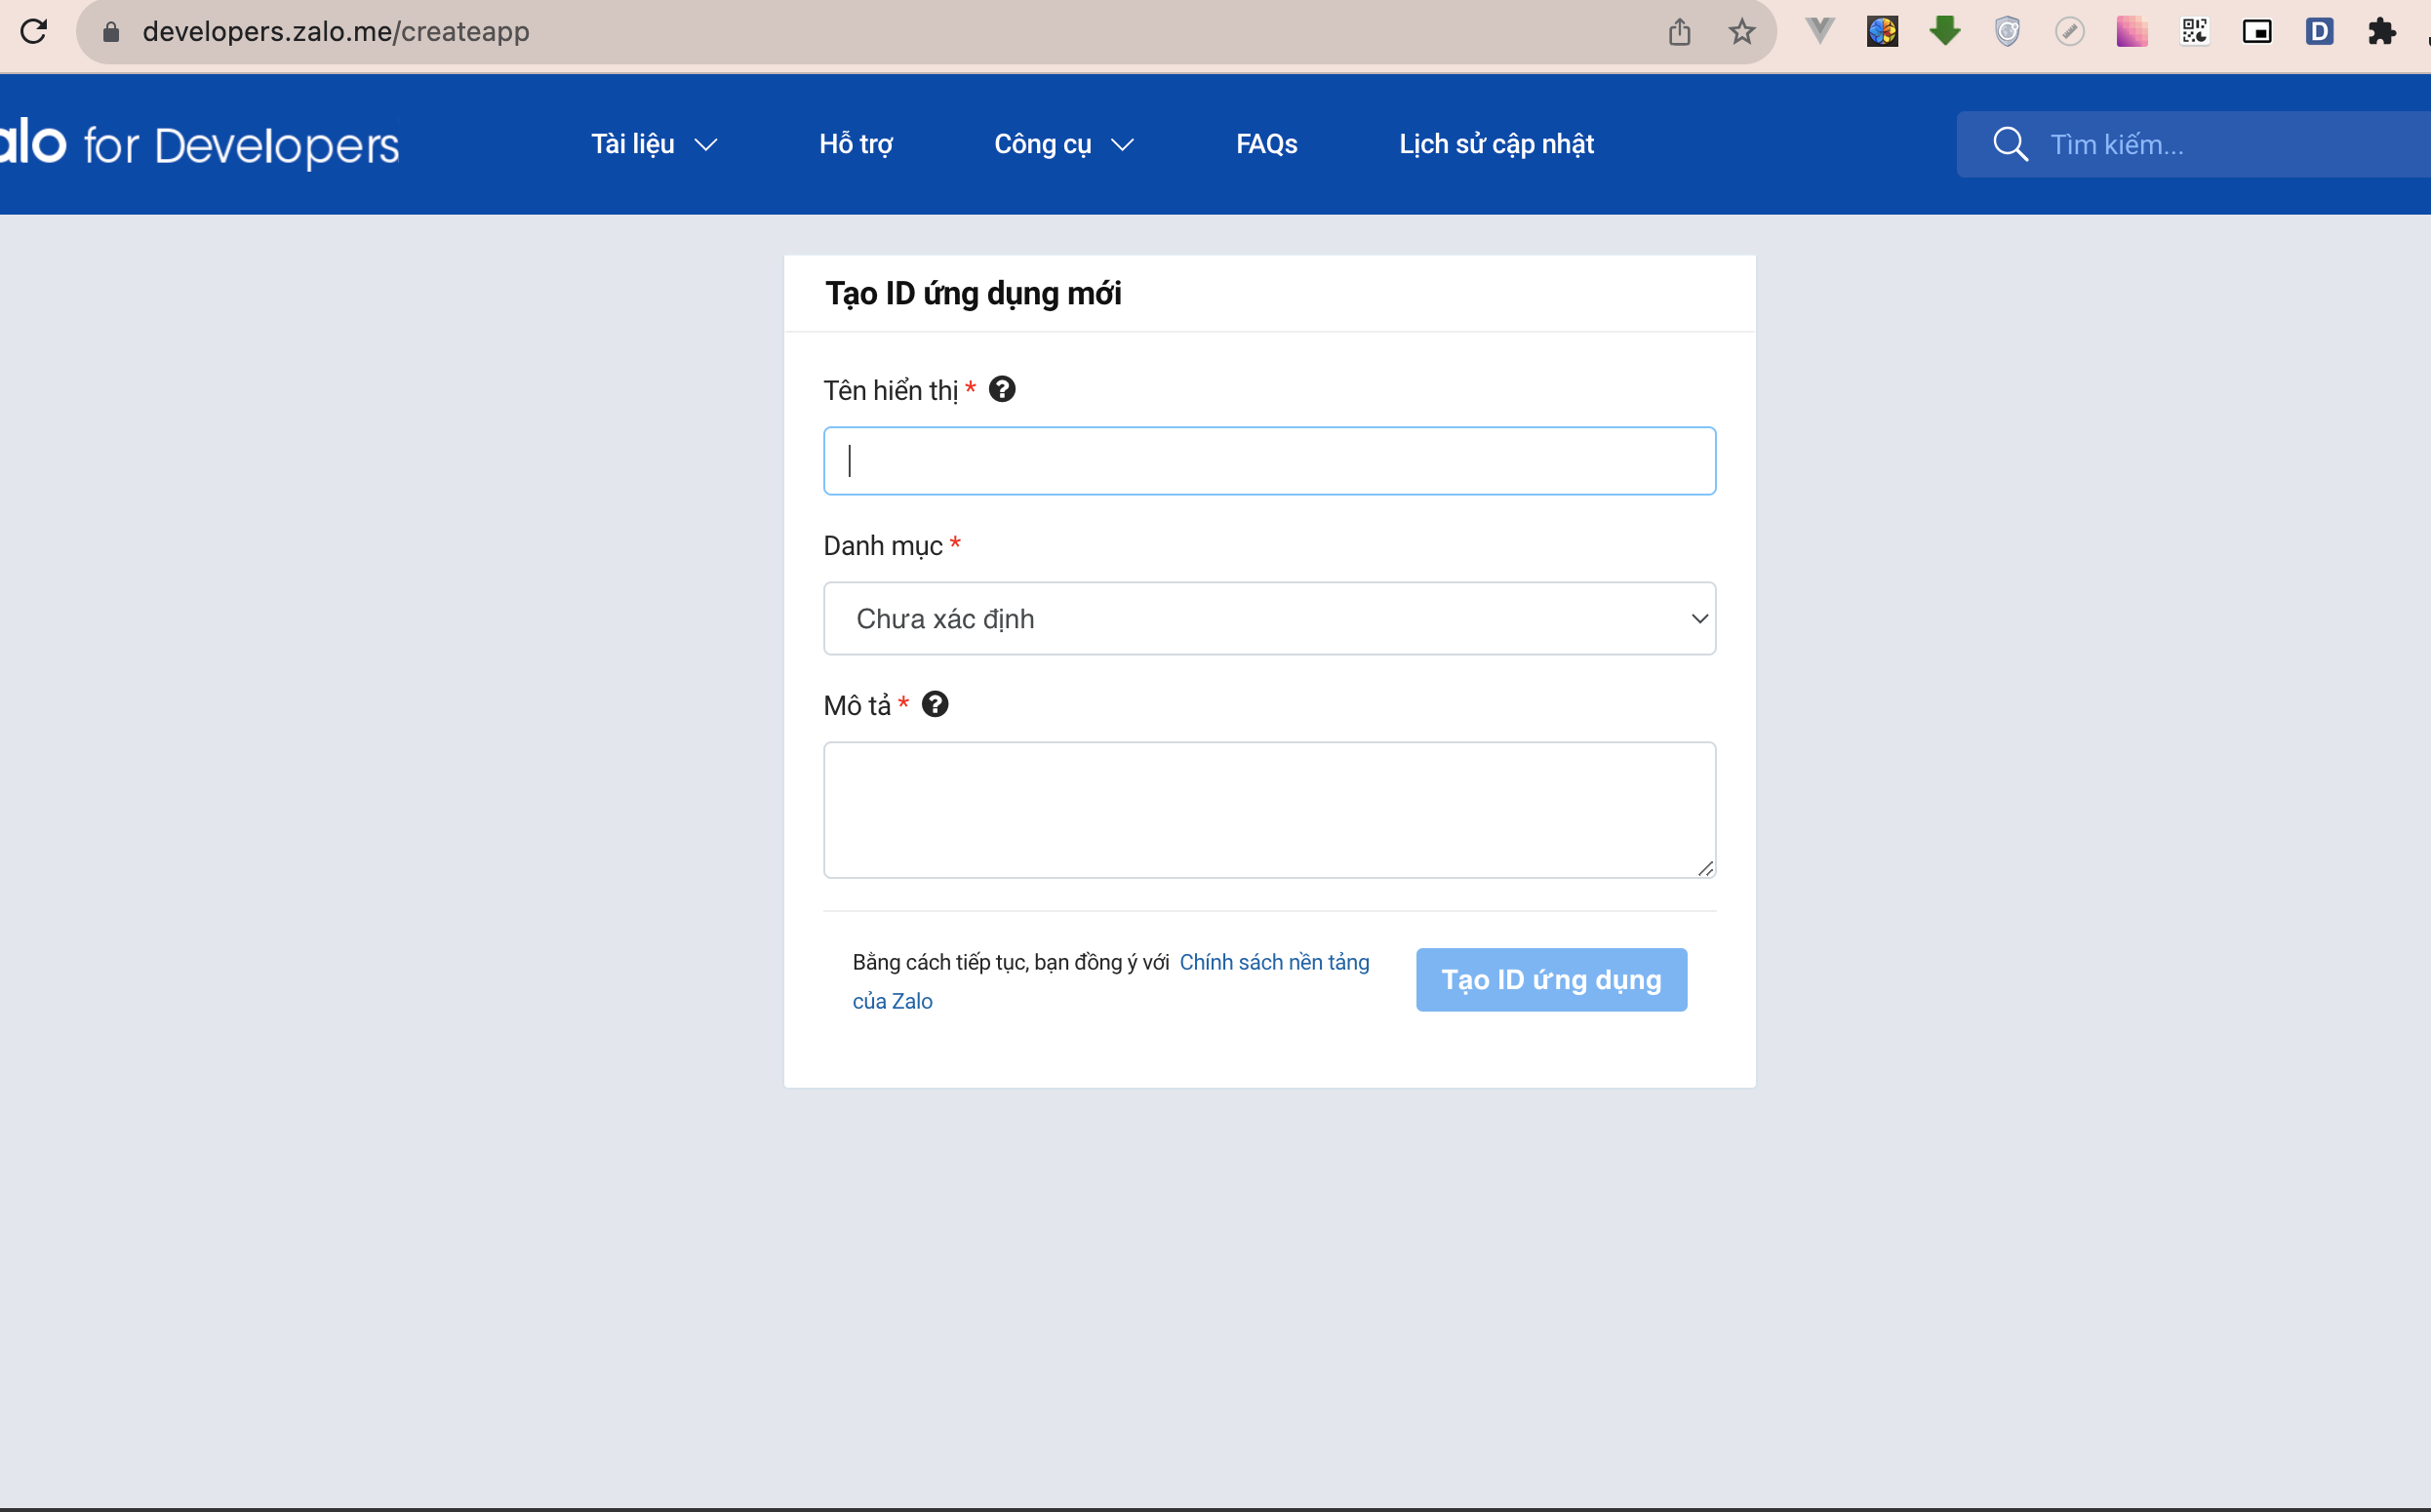 developers.zalo.me/createapp
alo for Developers
Tài liệu
Hỗ trợ
Công cụ
FAQs
Lịch sử cập nhật
Tìm kiếm...
Tạo ID ứng dụng mới
Tên hiển thị *
Danh mục *
Chưa xác định
Mô tả *
Bằng cách tiếp tục, bạn đồng ý với Chính sách nền tảng
của Zalo
Tạo ID ứng dụng